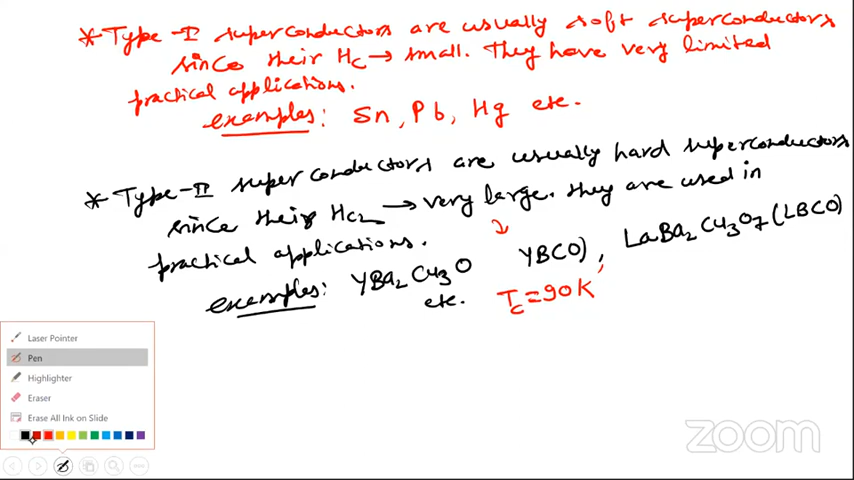 * Type-I superconductors are usually soft superconductors
since their Hc → small. They have very limited
practical applications.
examples: Sn, Pb, Hg etc.
* Type-II superconductors are usually hard superconductors
since their Hc2 → very large. They are used in
practical applications.
examples: YBa2Cu3O YBCO), LaBa2Cu3O7 (LBCO)
etc. Tc = 90K
Laser Pointer
Pen
Highlighter
Eraser
Erase All Ink on Slide
zoom